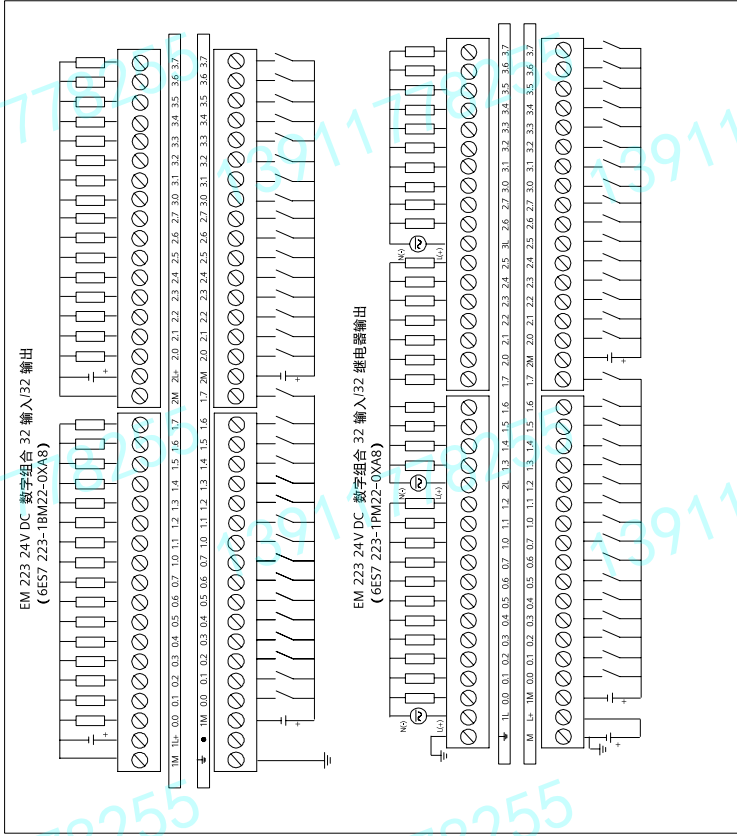 EM 223 24V DC 数字组合 32 输入/32 输出
(6ES7 223-1BM22-0XA8)
+ +
1M 1L+ 0.0 0.1 0.2 0.3 0.4 0.5 0.6 0.7 1.0 1.1 1.2 1.3 1.4 1.5 1.6 1.7 2M 2L+ 2.0 2.1 2.2 2.3 2.4 2.5 2.6 2.7 3.0 3.1 3.2 3.3 3.4 3.5 3.6 3.7
● 1M 0.0 0.1 0.2 0.3 0.4 0.5 0.6 0.7 1.0 1.1 1.2 1.3 1.4 1.5 1.6 1.7 2M 2.0 2.1 2.2 2.3 2.4 2.5 2.6 2.7 3.0 3.1 3.2 3.3 3.4 3.5 3.6 3.7
+ +
EM 223 24V DC 数字组合 32 输入/32 继电器输出
(6ES7 223-1PM22-0XA8)
N(-) N(-) N(-)
L(+) L(+) L(+)
1L 0.0 0.1 0.2 0.3 0.4 0.5 0.6 0.7 1.0 1.1 1.2 2L 1.3 1.4 1.5 1.6 1.7 2.0 2.1 2.2 2.3 2.4 2.5 3L 2.6 2.7 3.0 3.1 3.2 3.3 3.4 3.5 3.6 3.7
M L+ 1M 0.0 0.1 0.2 0.3 0.4 0.5 0.6 0.7 1.0 1.1 1.2 1.3 1.4 1.5 1.6 1.7 2M 2.0 2.1 2.2 2.3 2.4 2.5 2.6 2.7 3.0 3.1 3.2 3.3 3.4 3.5 3.6 3.7
+ + +
778255
13911778255
13911
778255
13911778255
13911
78255
78255